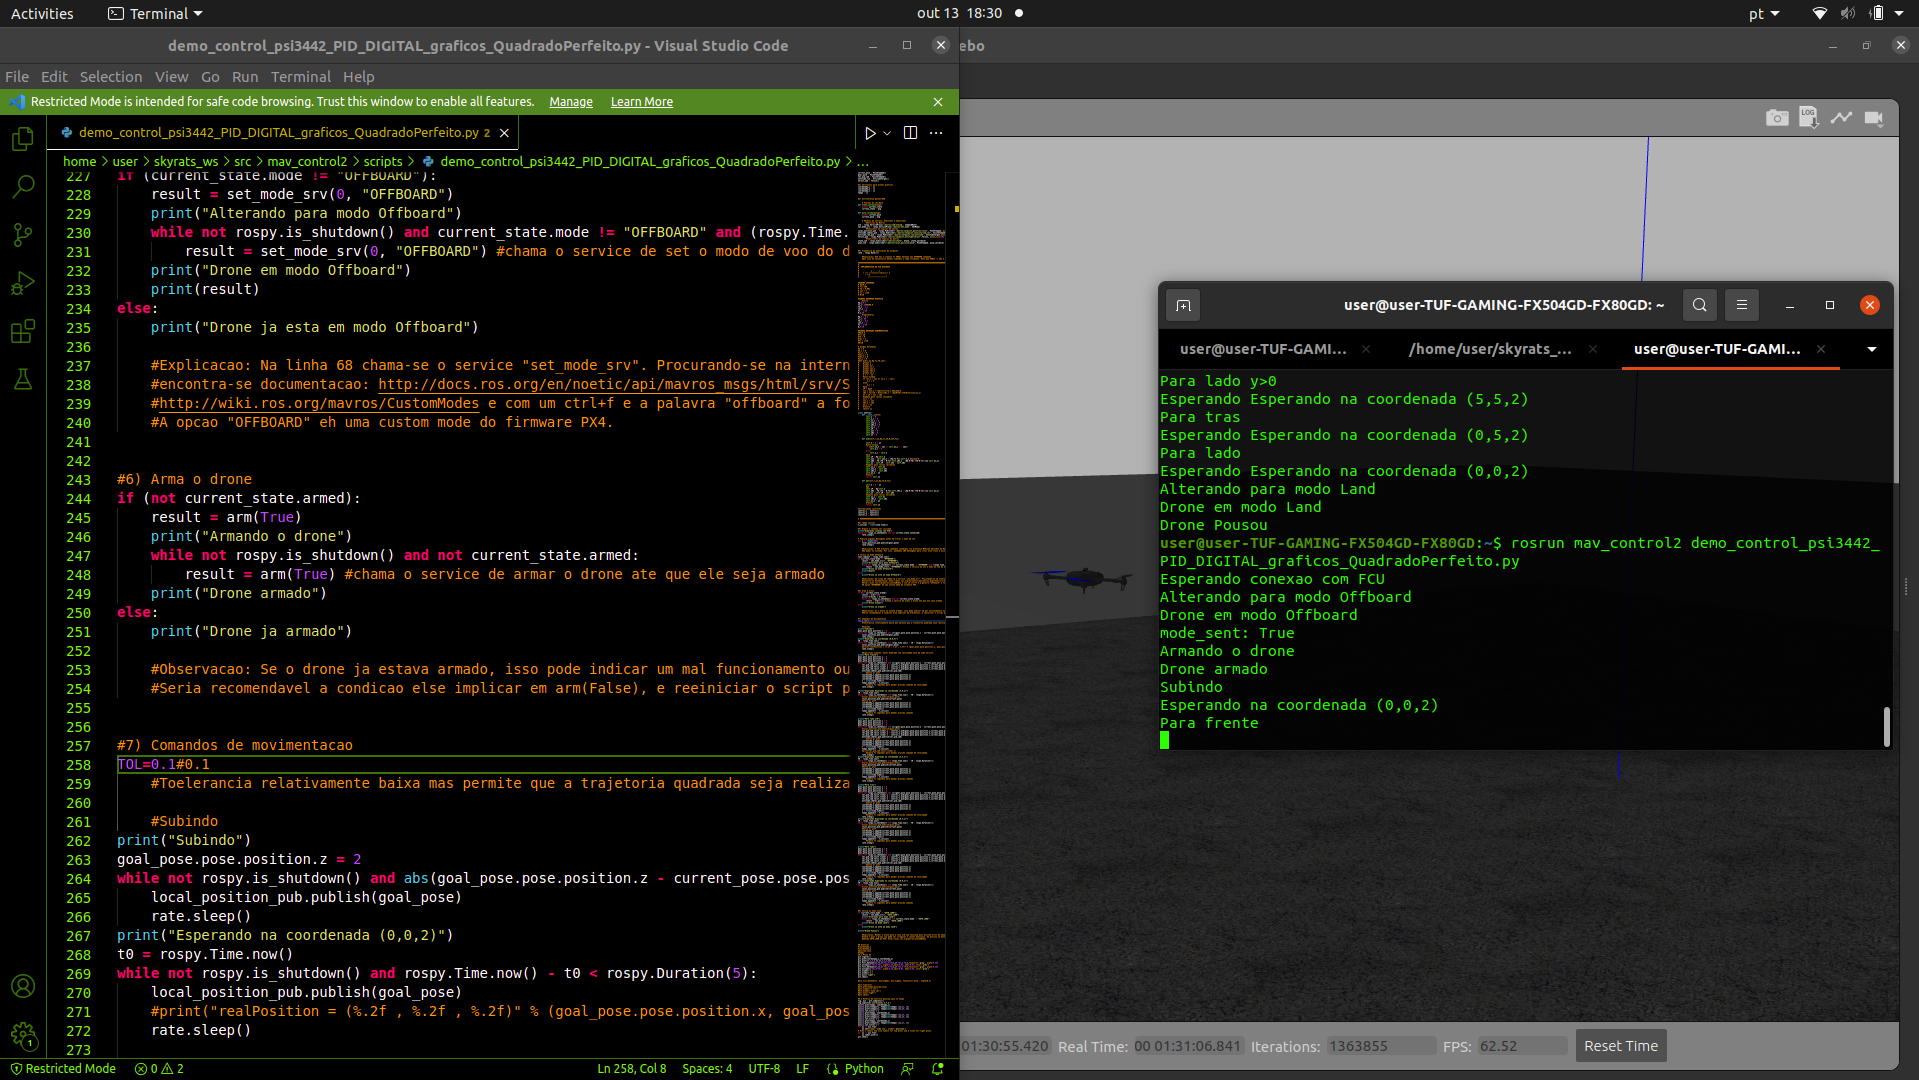 Activities
Terminal
out 13 18:30
pt
demo_control_psi3442_PID_DIGITAL_graficos_QuadradoPerfeito.py - Visual Studio Code
ebo
File Edit Selection View Go Run Terminal Help
Restricted Mode is intended for safe code browsing. Trust this window to enable all features. Manage Learn More
demo_control_psi3442_PID_DIGITAL_graficos_QuadradoPerfeito.py 2
home > user > skyrats_ws > src > mav_control2 > scripts > demo_control_psi3442_PID_DIGITAL_graficos_QuadradoPerfeito.py > ...
227 if (current_state.mode != "OFFBOARD"):
228 result = set_mode_srv(0, "OFFBOARD")
229 print("Alterando para modo Offboard")
230 while not rospy.is_shutdown() and current_state.mode != "OFFBOARD" and (rospy.Time.
231 result = set_mode_srv(0, "OFFBOARD") #chama o service de set o modo de voo do d
232 print("Drone em modo Offboard")
233 print(result)
234 else:
235 print("Drone ja esta em modo Offboard")
236
237 #Explicacao: Na linha 68 chama-se o service "set_mode_srv". Procurando-se na intern
238 #encontra-se documentacao: http://docs.ros.org/en/noetic/api/mavros_msgs/html/srv/S
239 #http://wiki.ros.org/mavros/CustomModes e com um ctrl+f e a palavra "offboard" a fo
240 #A opcao "OFFBOARD" eh uma custom mode do firmware PX4.
241
242
243 #6) Arma o drone
244 if (not current_state.armed):
245 result = arm(True)
246 print("Armando o drone")
247 while not rospy.is_shutdown() and not current_state.armed:
248 result = arm(True) #chama o service de armar o drone ate que ele seja armado
249 print("Drone armado")
250 else:
251 print("Drone ja armado")
252
253 #Observacao: Se o drone ja estava armado, isso pode indicar um mal funcionamento ou
254 #Seria recomendavel a condicao else implicar em arm(False), e reeiniciar o script p
255
256
257 #7) Comandos de movimentacao
258 TOL=0.1#0.1
259 #Toelerancia relativamente baixa mas permite que a trajetoria quadrada seja realiza
260
261 #Subindo
262 print("Subindo")
263 goal_pose.pose.position.z = 2
264 while not rospy.is_shutdown() and abs(goal_pose.pose.position.z - current_pose.pose.pos
265 local_position_pub.publish(goal_pose)
266 rate.sleep()
267 print("Esperando na coordenada (0,0,2)")
268 t0 = rospy.Time.now()
269 while not rospy.is_shutdown() and rospy.Time.now() - t0 < rospy.Duration(5):
270 local_position_pub.publish(goal_pose)
271 #print("realPosition = (%.2f , %.2f , %.2f)" % (goal_pose.pose.position.x, goal_pos
272 rate.sleep()
273
Restricted Mode 0 2 Ln 258, Col 8 Spaces: 4 UTF-8 LF Python
1
LOG
user@user-TUF-GAMING-FX504GD-FX80GD: ~
user@user-TUF-GAMI... /home/user/skyrats_... user@user-TUF-GAMI...
Para lado y>0
Esperando Esperando na coordenada (5,5,2)
Para tras
Esperando Esperando na coordenada (0,5,2)
Para lado
Esperando Esperando na coordenada (0,0,2)
Alterando para modo Land
Drone em modo Land
Drone Pousou
user@user-TUF-GAMING-FX504GD-FX80GD:~$ rosrun mav_control2 demo_control_psi3442_
PID_DIGITAL_graficos_QuadradoPerfeito.py
Esperando conexao com FCU
Alterando para modo Offboard
Drone em modo Offboard
mode_sent: True
Armando o drone
Drone armado
Subindo
Esperando na coordenada (0,0,2)
Para frente
01:30:55.420 Real Time: 00 01:31:06.841 Iterations: 1363855 FPS: 62.52 Reset Time